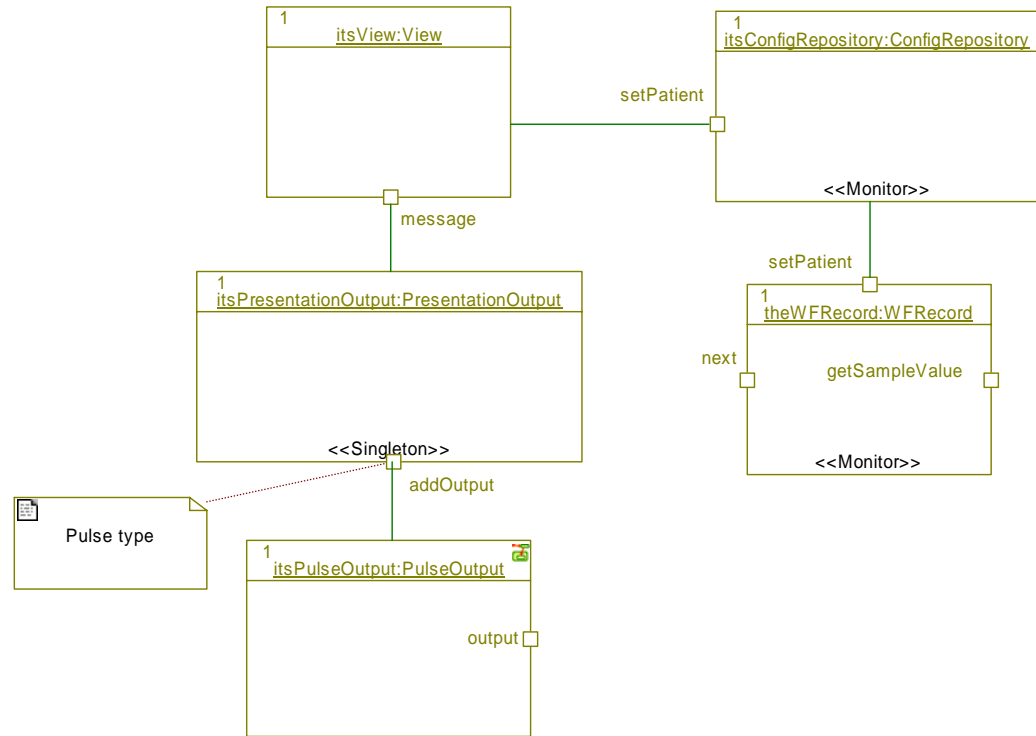 1
itsView:View
1
itsConfigRepository:ConfigRepository
setPatient
<<Monitor>>
message
setPatient
1
itsPresentationOutput:PresentationOutput
1
theWFRecord:WFRecord
next
getSampleValue
<<Singleton>>
<<Monitor>>
addOutput
Pulse type
1
itsPulseOutput:PulseOutput
output